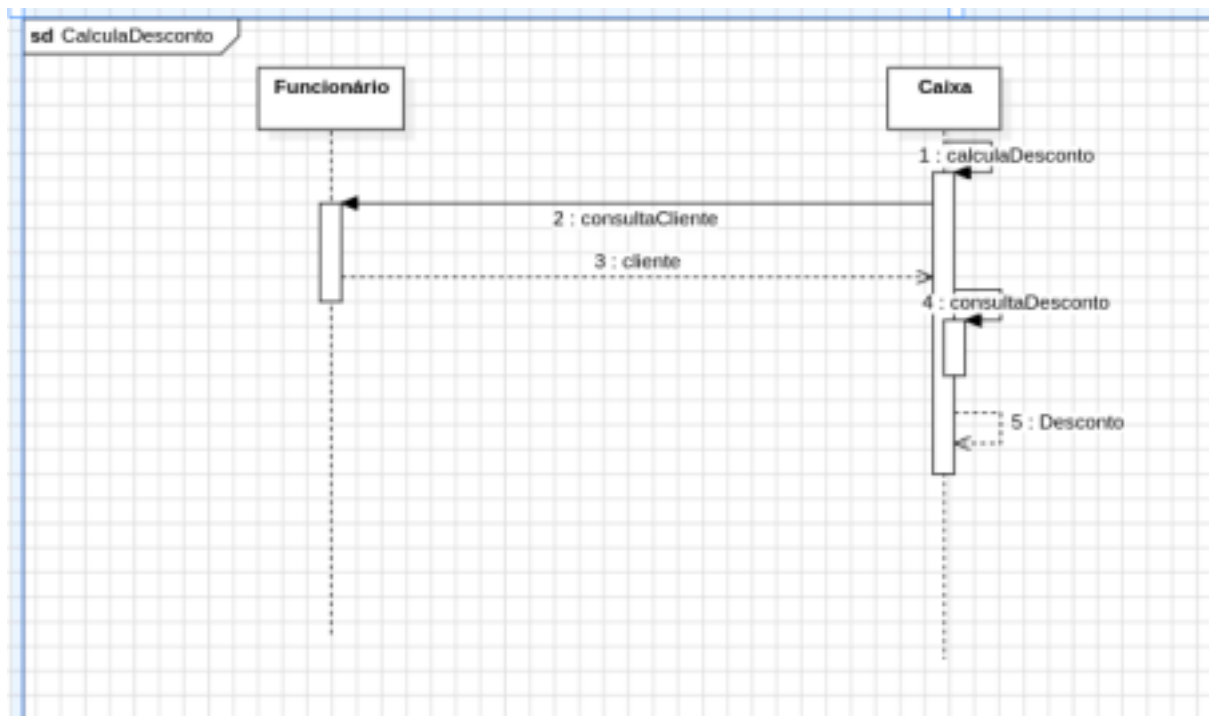 sd CalculaDesconto
Funcionário
Caixa
1 : calculaDesconto
2 : consultaCliente
3 : cliente
4 : consultaDesconto
5 : Desconto